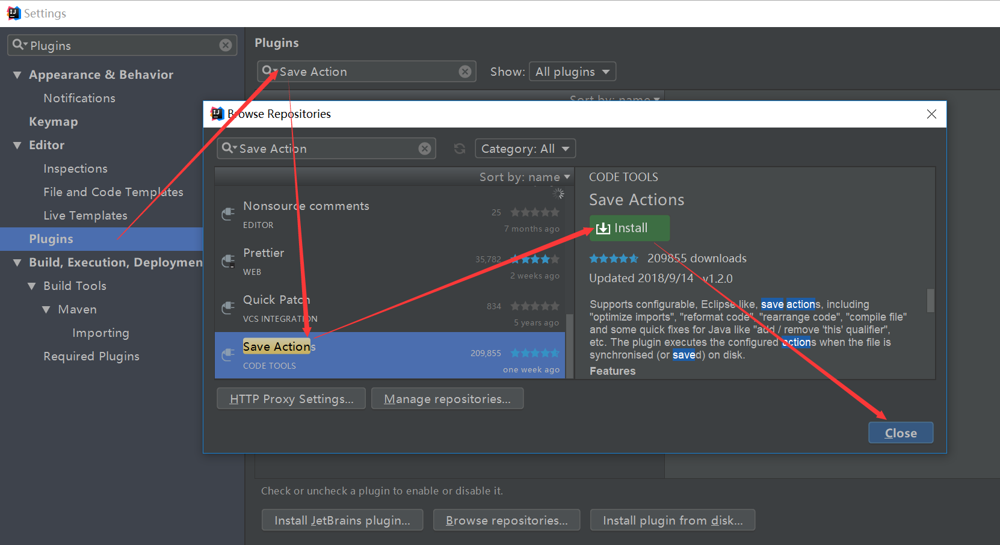 Settings
Plugins
Appearance & Behavior
Notifications
Keymap
Editor
Inspections
File and Code Templates
Live Templates
Plugins
Build, Execution, Deploymen
Build Tools
Maven
Importing
Required Plugins
Plugins
Save Action
Show: All plugins
Sort by: name
Browse Repositories
Save Action
Category: All
Sort by: name
Nonsource comments
25
EDITOR
7 months ago
Prettier
35,782
WEB
2 weeks ago
Quick Patch
834
VCS INTEGRATION
5 years ago
Save Actions
209,855
CODE TOOLS
one week ago
CODE TOOLS
Save Actions
Install
209855 downloads
Updated 2018/9/14 v1.2.0
Supports configurable, Eclipse like, save actions, including
"optimize imports", "reformat code", "rearrange code", "compile file"
and some quick fixes for Java like "add / remove 'this' qualifier",
etc. The plugin executes the configured actions when the file is
synchronised (or saved) on disk.
Features
HTTP Proxy Settings...
Manage repositories...
Close
Check or uncheck a plugin to enable or disable it.
Install JetBrains plugin...
Browse repositories...
Install plugin from disk...